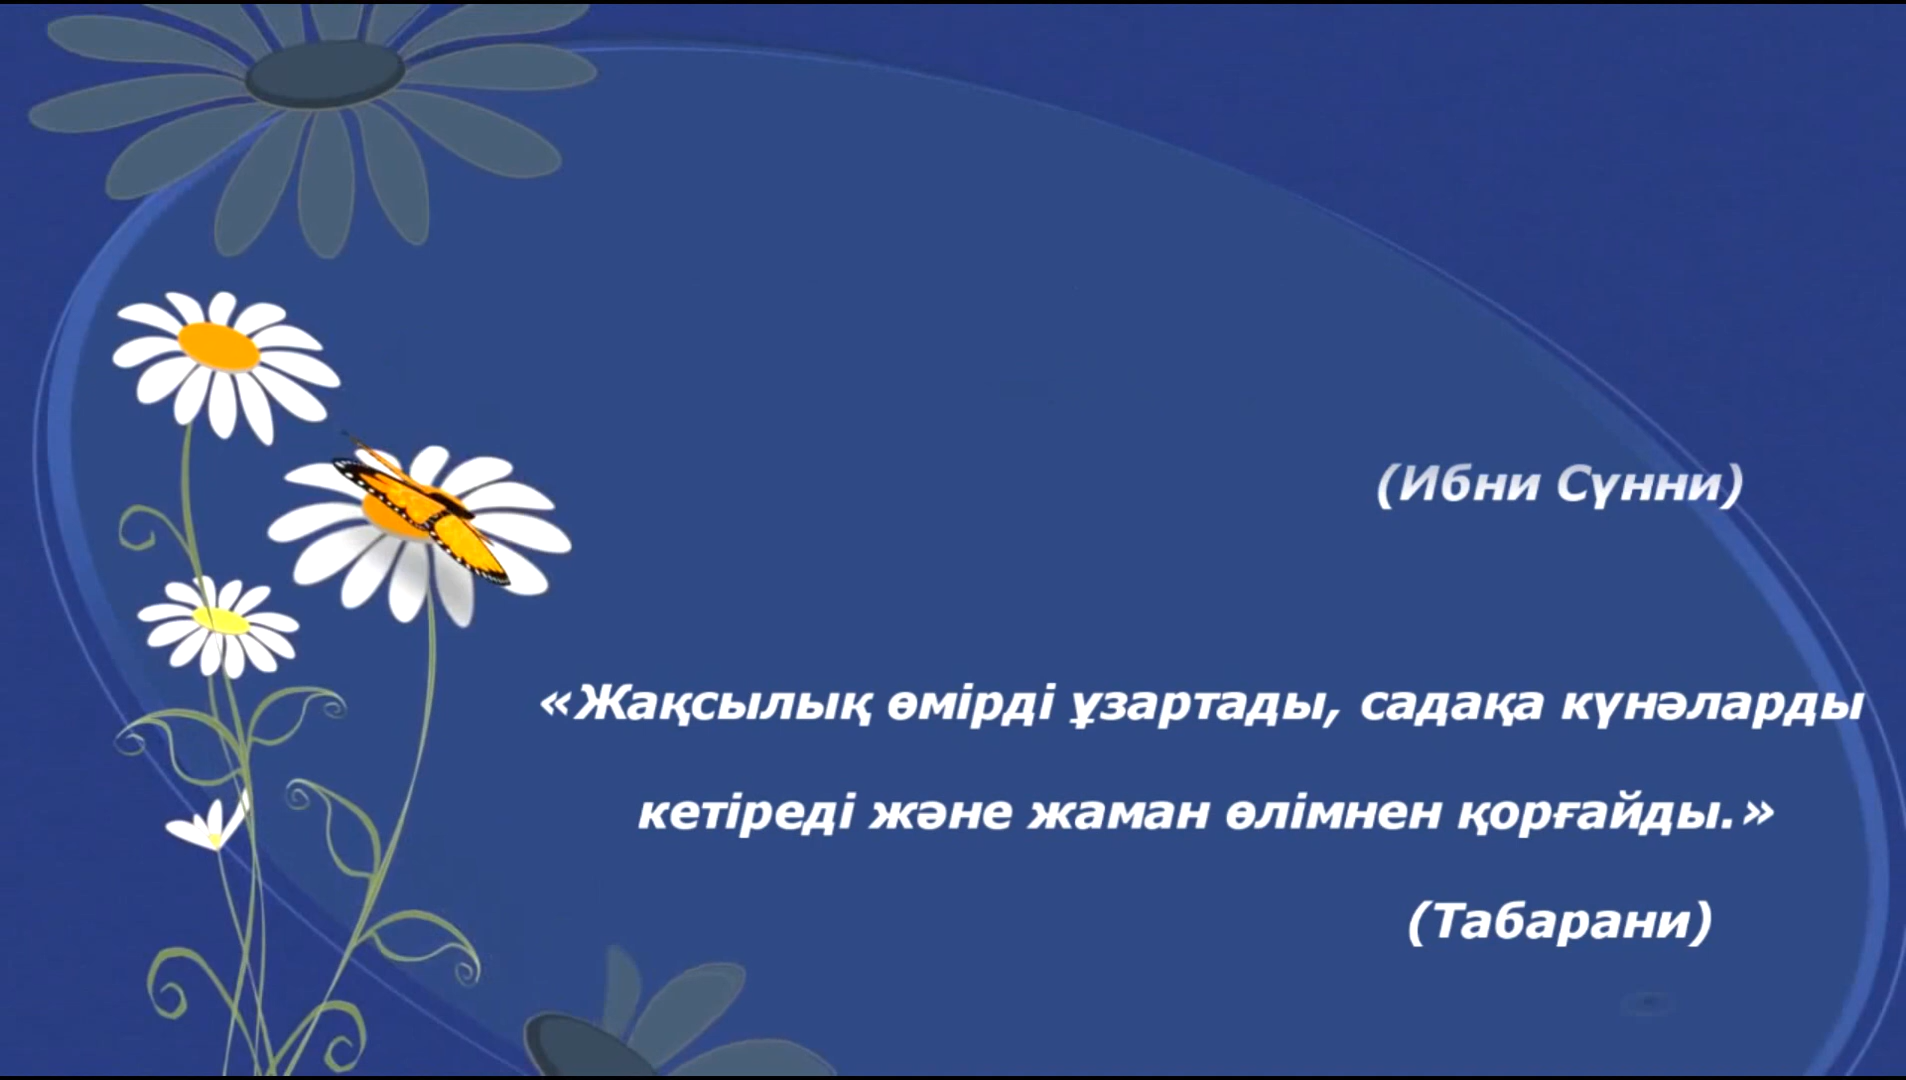 (Ибни Сүнни)
«Жақсылық өмірді ұзартады, садақа күнәларды
кетіреді және жаман өлімнен қорғайды.»
(Табарани)